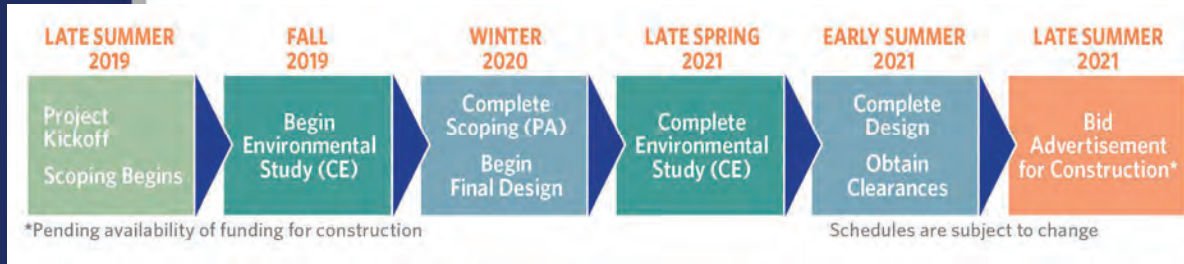 LATE SUMMER
2019
FALL
2019
WINTER
2020
LATE SPRING
2021
EARLY SUMMER
2021
LATE SUMMER
2021
Project
Kickoff
Scoping Begins
Begin
Environmental
Study (CE)
Complete
Scoping (PA)
Begin
Final Design
Complete
Environmental
Study (CE)
Complete
Design
Obtain
Clearances
Bid
Advertisement
for Construction*
*Pending availability of funding for construction
Schedules are subject to change